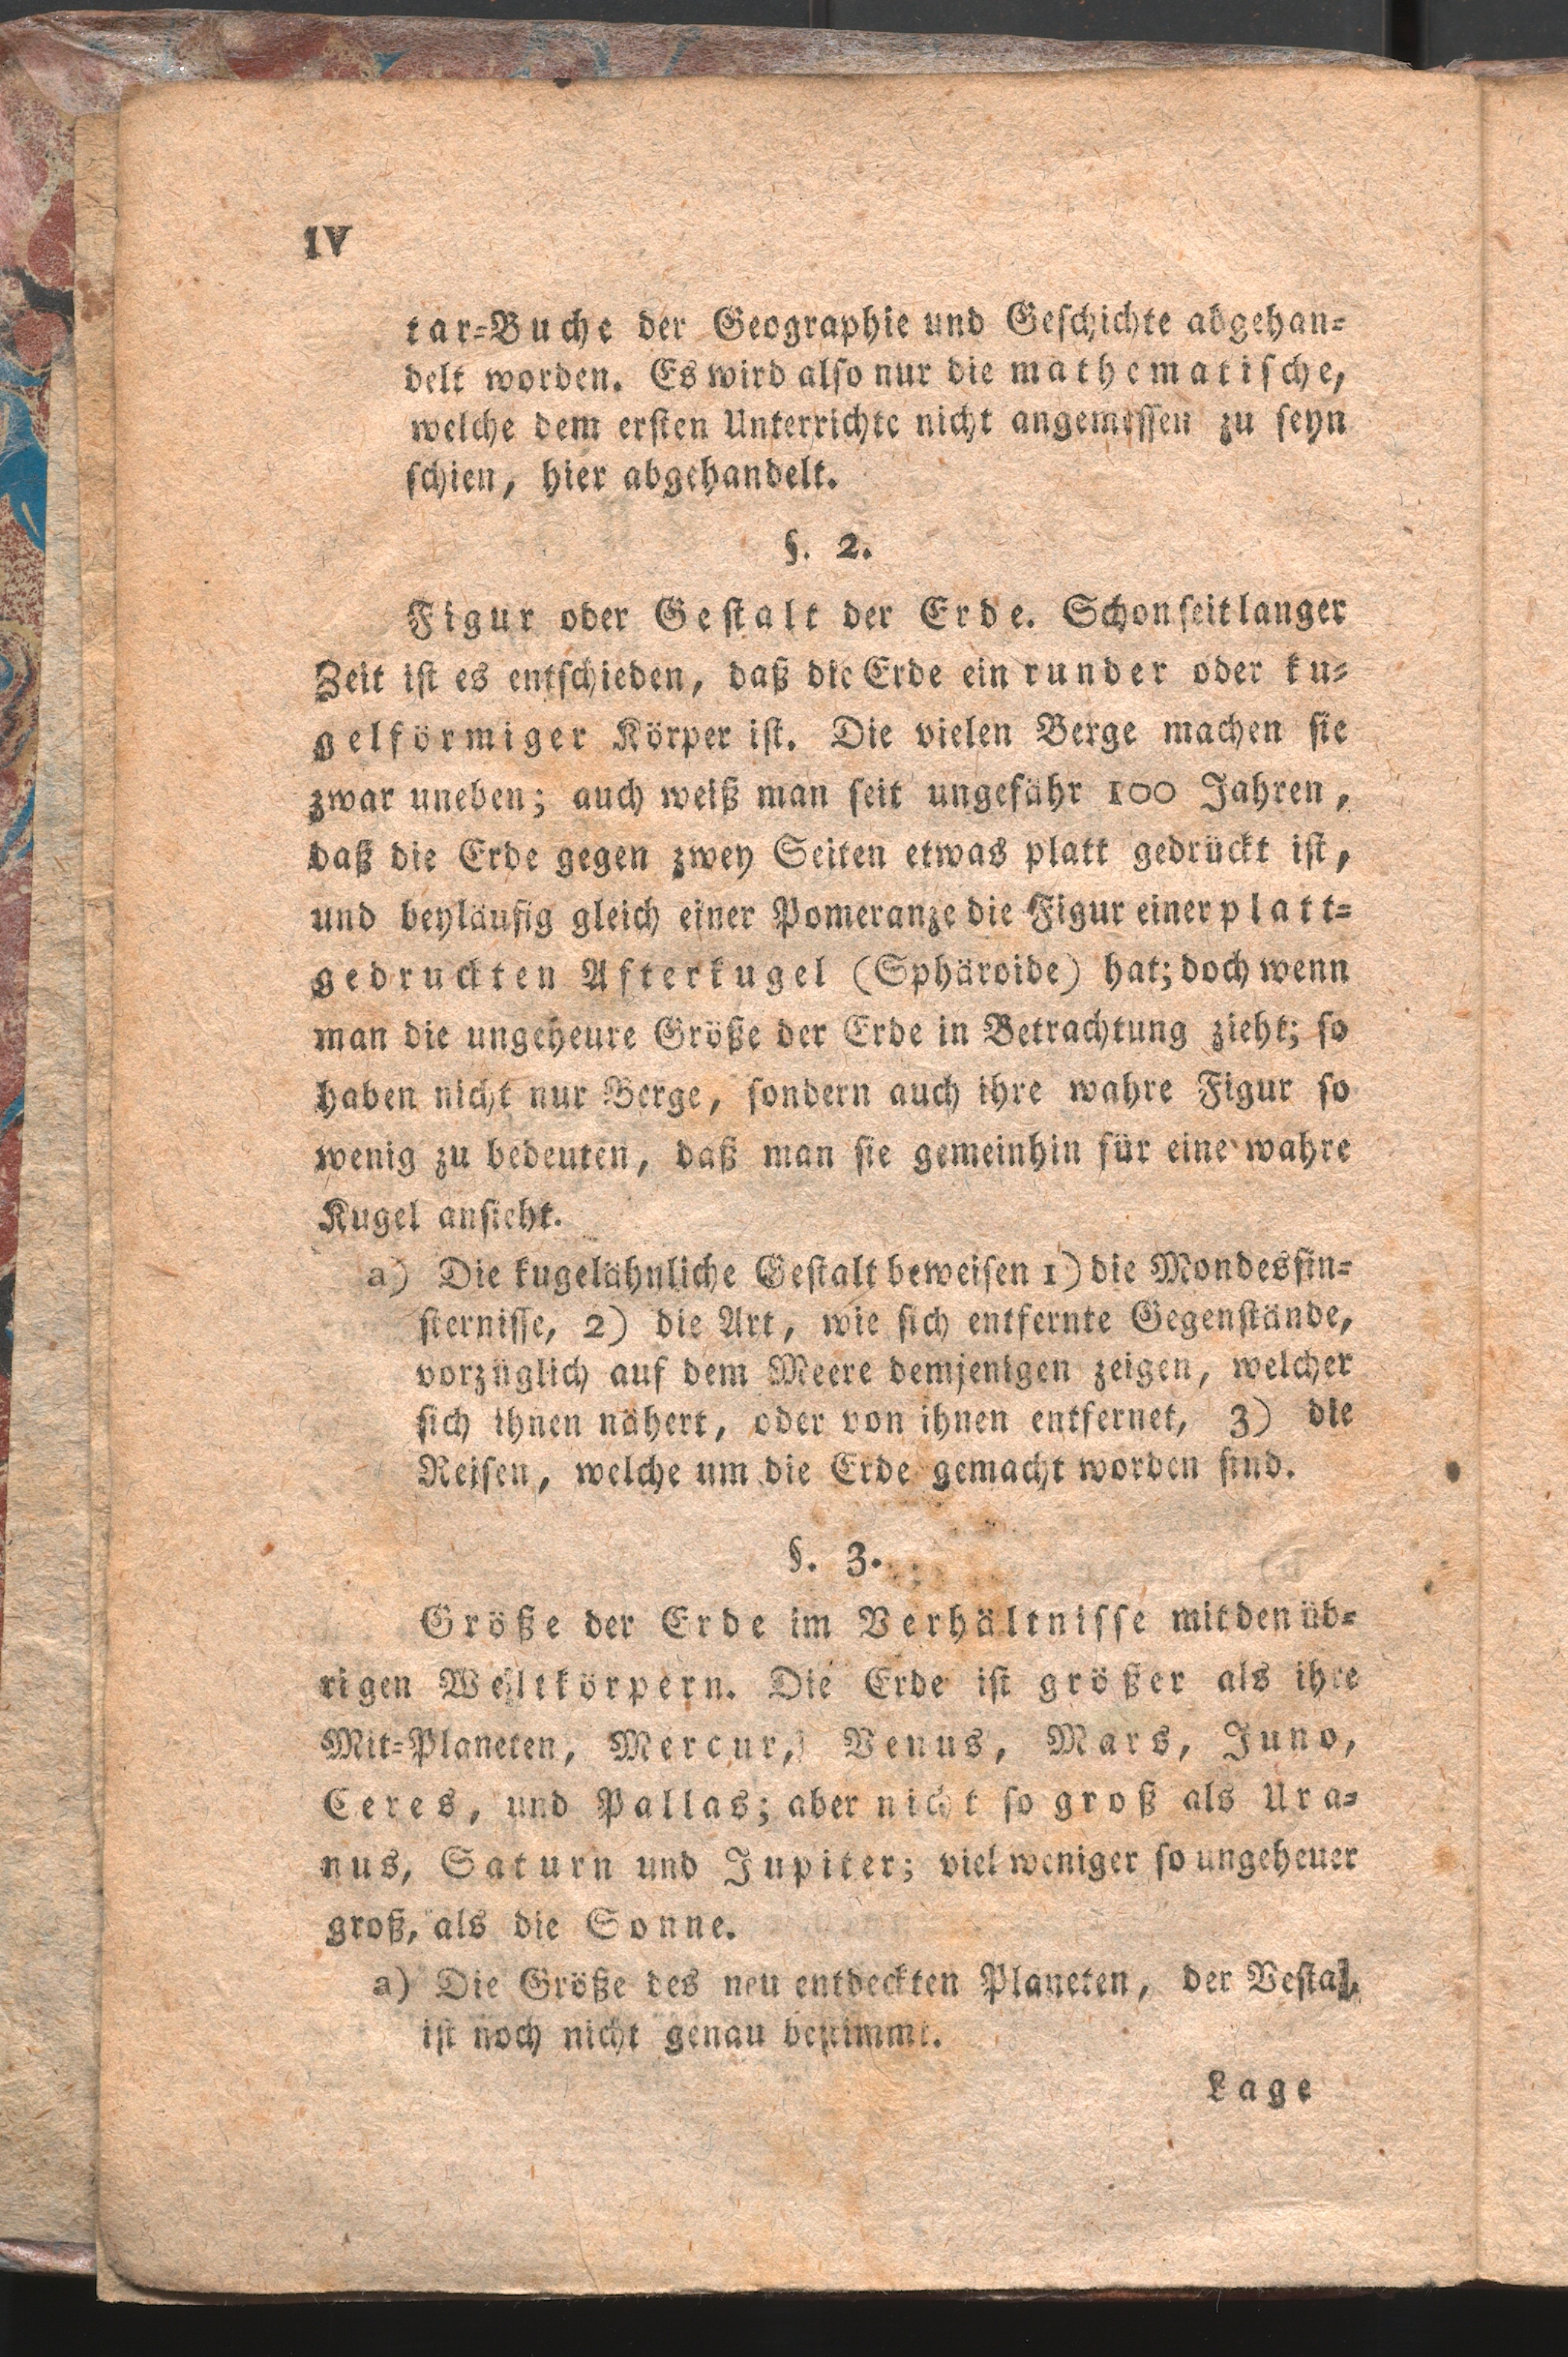 IV
tar=Buche der Geographie und Geschichte abgehan=
delt worden. Es wird also nur die mathematische,
welche dem ersten Unterrichte nicht angemessen zu seyn
schien, hier abgehandelt.
§. 2.
Figur oder Gestalt der Erde. Schon seit langer
Zeit ist es entschieden, daß die Erde ein runder oder ku=
gelförmiger Körper ist. Die vielen Berge machen sie
zwar uneben; auch weiß man seit ungefähr 100 Jahren,
daß die Erde gegen zwey Seiten etwas platt gedrückt ist,
und beyläufig gleich einer Pomeranze die Figur einer platt=
gedruckten Afterkugel (Sphäroide) hat; doch wenn
man die ungeheure Größe der Erde in Betrachtung zieht; so
haben nicht nur Berge, sondern auch ihre wahre Figur so
wenig zu bedeuten, daß man sie gemeinhin für eine wahre
Kugel ansieht.
a) Die kugelähnliche Gestalt beweisen 1) die Mondesfin=
sternisse, 2) die Art, wie sich entfernte Gegenstände,
vorzüglich auf dem Meere demjenigen zeigen, welcher
sich ihnen nähert, oder von ihnen entfernet, 3) die
Reisen, welche um die Erde gemacht worden sind.
§. 3.
Größe der Erde im Verhältnisse mit den üb=
rigen Weltkörpern. Die Erde ist größer als ihre
Mit=Planeten, Mercur, Venus, Mars, Juno,
Ceres, und Pallas; aber nicht so groß als Ura=
nus, Saturn und Jupiter; viel weniger so ungeheuer
groß, als die Sonne.
a) Die Größe des neu entdeckten Planeten, der Vesta,
ist noch nicht genau bestimmt.
Lage